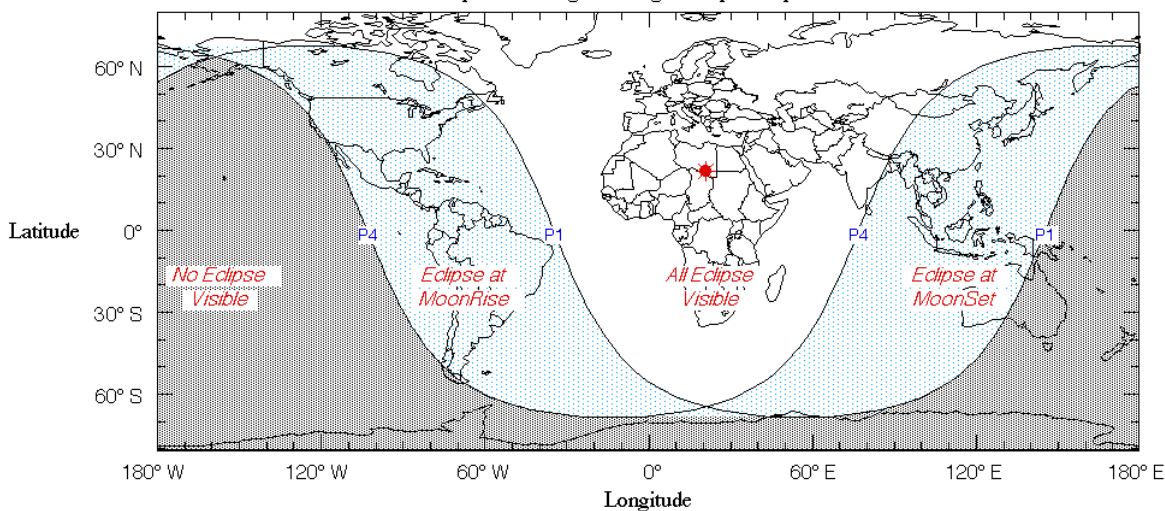 60° N
30° N
Latitude
0°
P4
P1
P4
P1
No Eclipse
Visible
Eclipse at
MoonRise
All Eclipse
Visible
Eclipse at
MoonSet
30° S
60° S
180° W
120° W
60° W
0°
60° E
120° E
180° E
Longitude